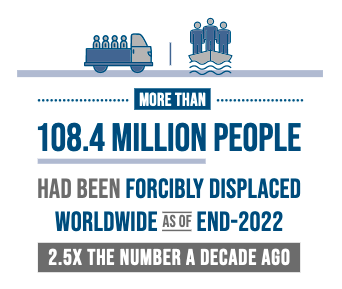 MORE THAN
108.4 MILLION PEOPLE
HAD BEEN FORCIBLY DISPLACED
WORLDWIDE AS OF END-2022
2.5X THE NUMBER A DECADE AGO